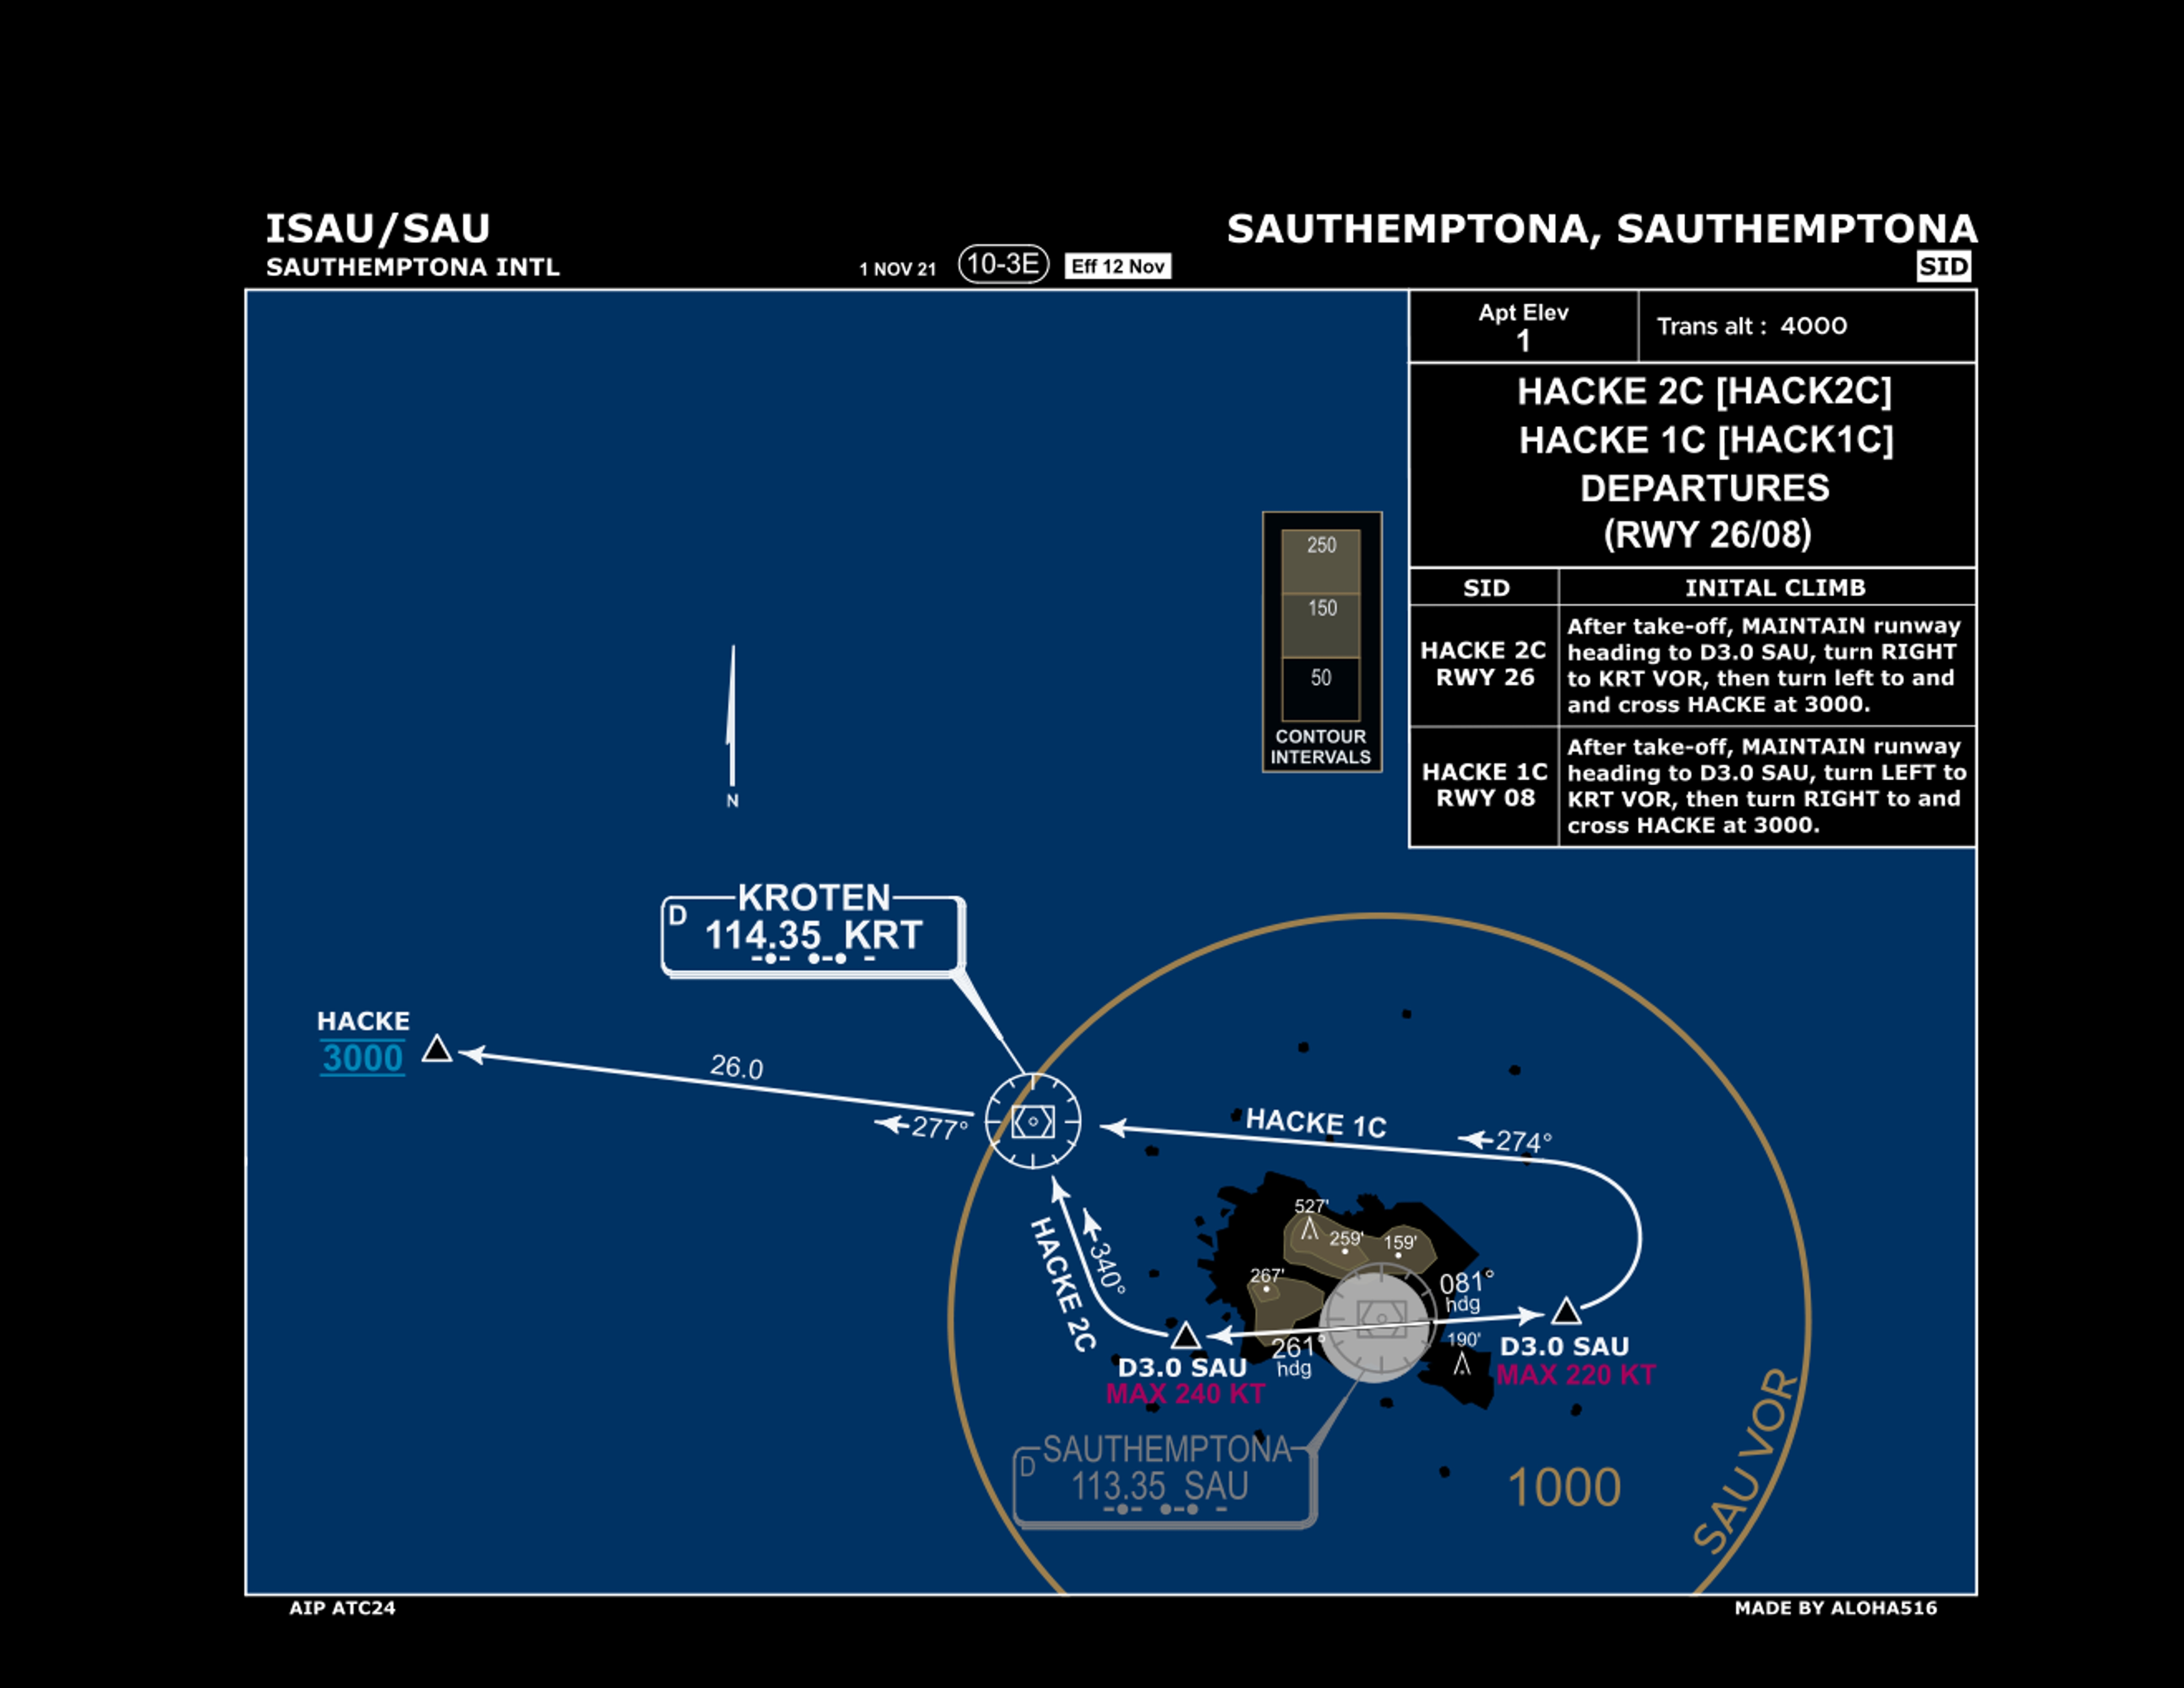 ISAU/SAU
SAUTHEMPTONA INTL
1 NOV 21
10-3E
Eff 12 Nov
SAUTHEMPTONA, SAUTHEMPTONA
SID
Apt Elev
1
Trans alt : 4000
HACKE 2C [HACK2C]
HACKE 1C [HACK1C]
DEPARTURES
(RWY 26/08)
SID
INITAL CLIMB
HACKE 2C
RWY 26
After take-off, MAINTAIN runway
heading to D3.0 SAU, turn RIGHT
to KRT VOR, then turn left to and
and cross HACKE at 3000.
HACKE 1C
RWY 08
After take-off, MAINTAIN runway
heading to D3.0 SAU, turn LEFT to
KRT VOR, then turn RIGHT to and
cross HACKE at 3000.
250
150
50
CONTOUR
INTERVALS
N
KROTEN
D
114.35 KRT
HACKE
3000
26.0
277°
HACKE 1C
274°
HACKE 2C
340°
527'
259'
159'
267'
081°
hdg
261°
hdg
190'
D3.0 SAU
MAX 240 KT
D3.0 SAU
MAX 220 KT
SAUTHEMPTONA
D
113.35 SAU
1000
SAU VOR
AIP ATC24
MADE BY ALOHA516